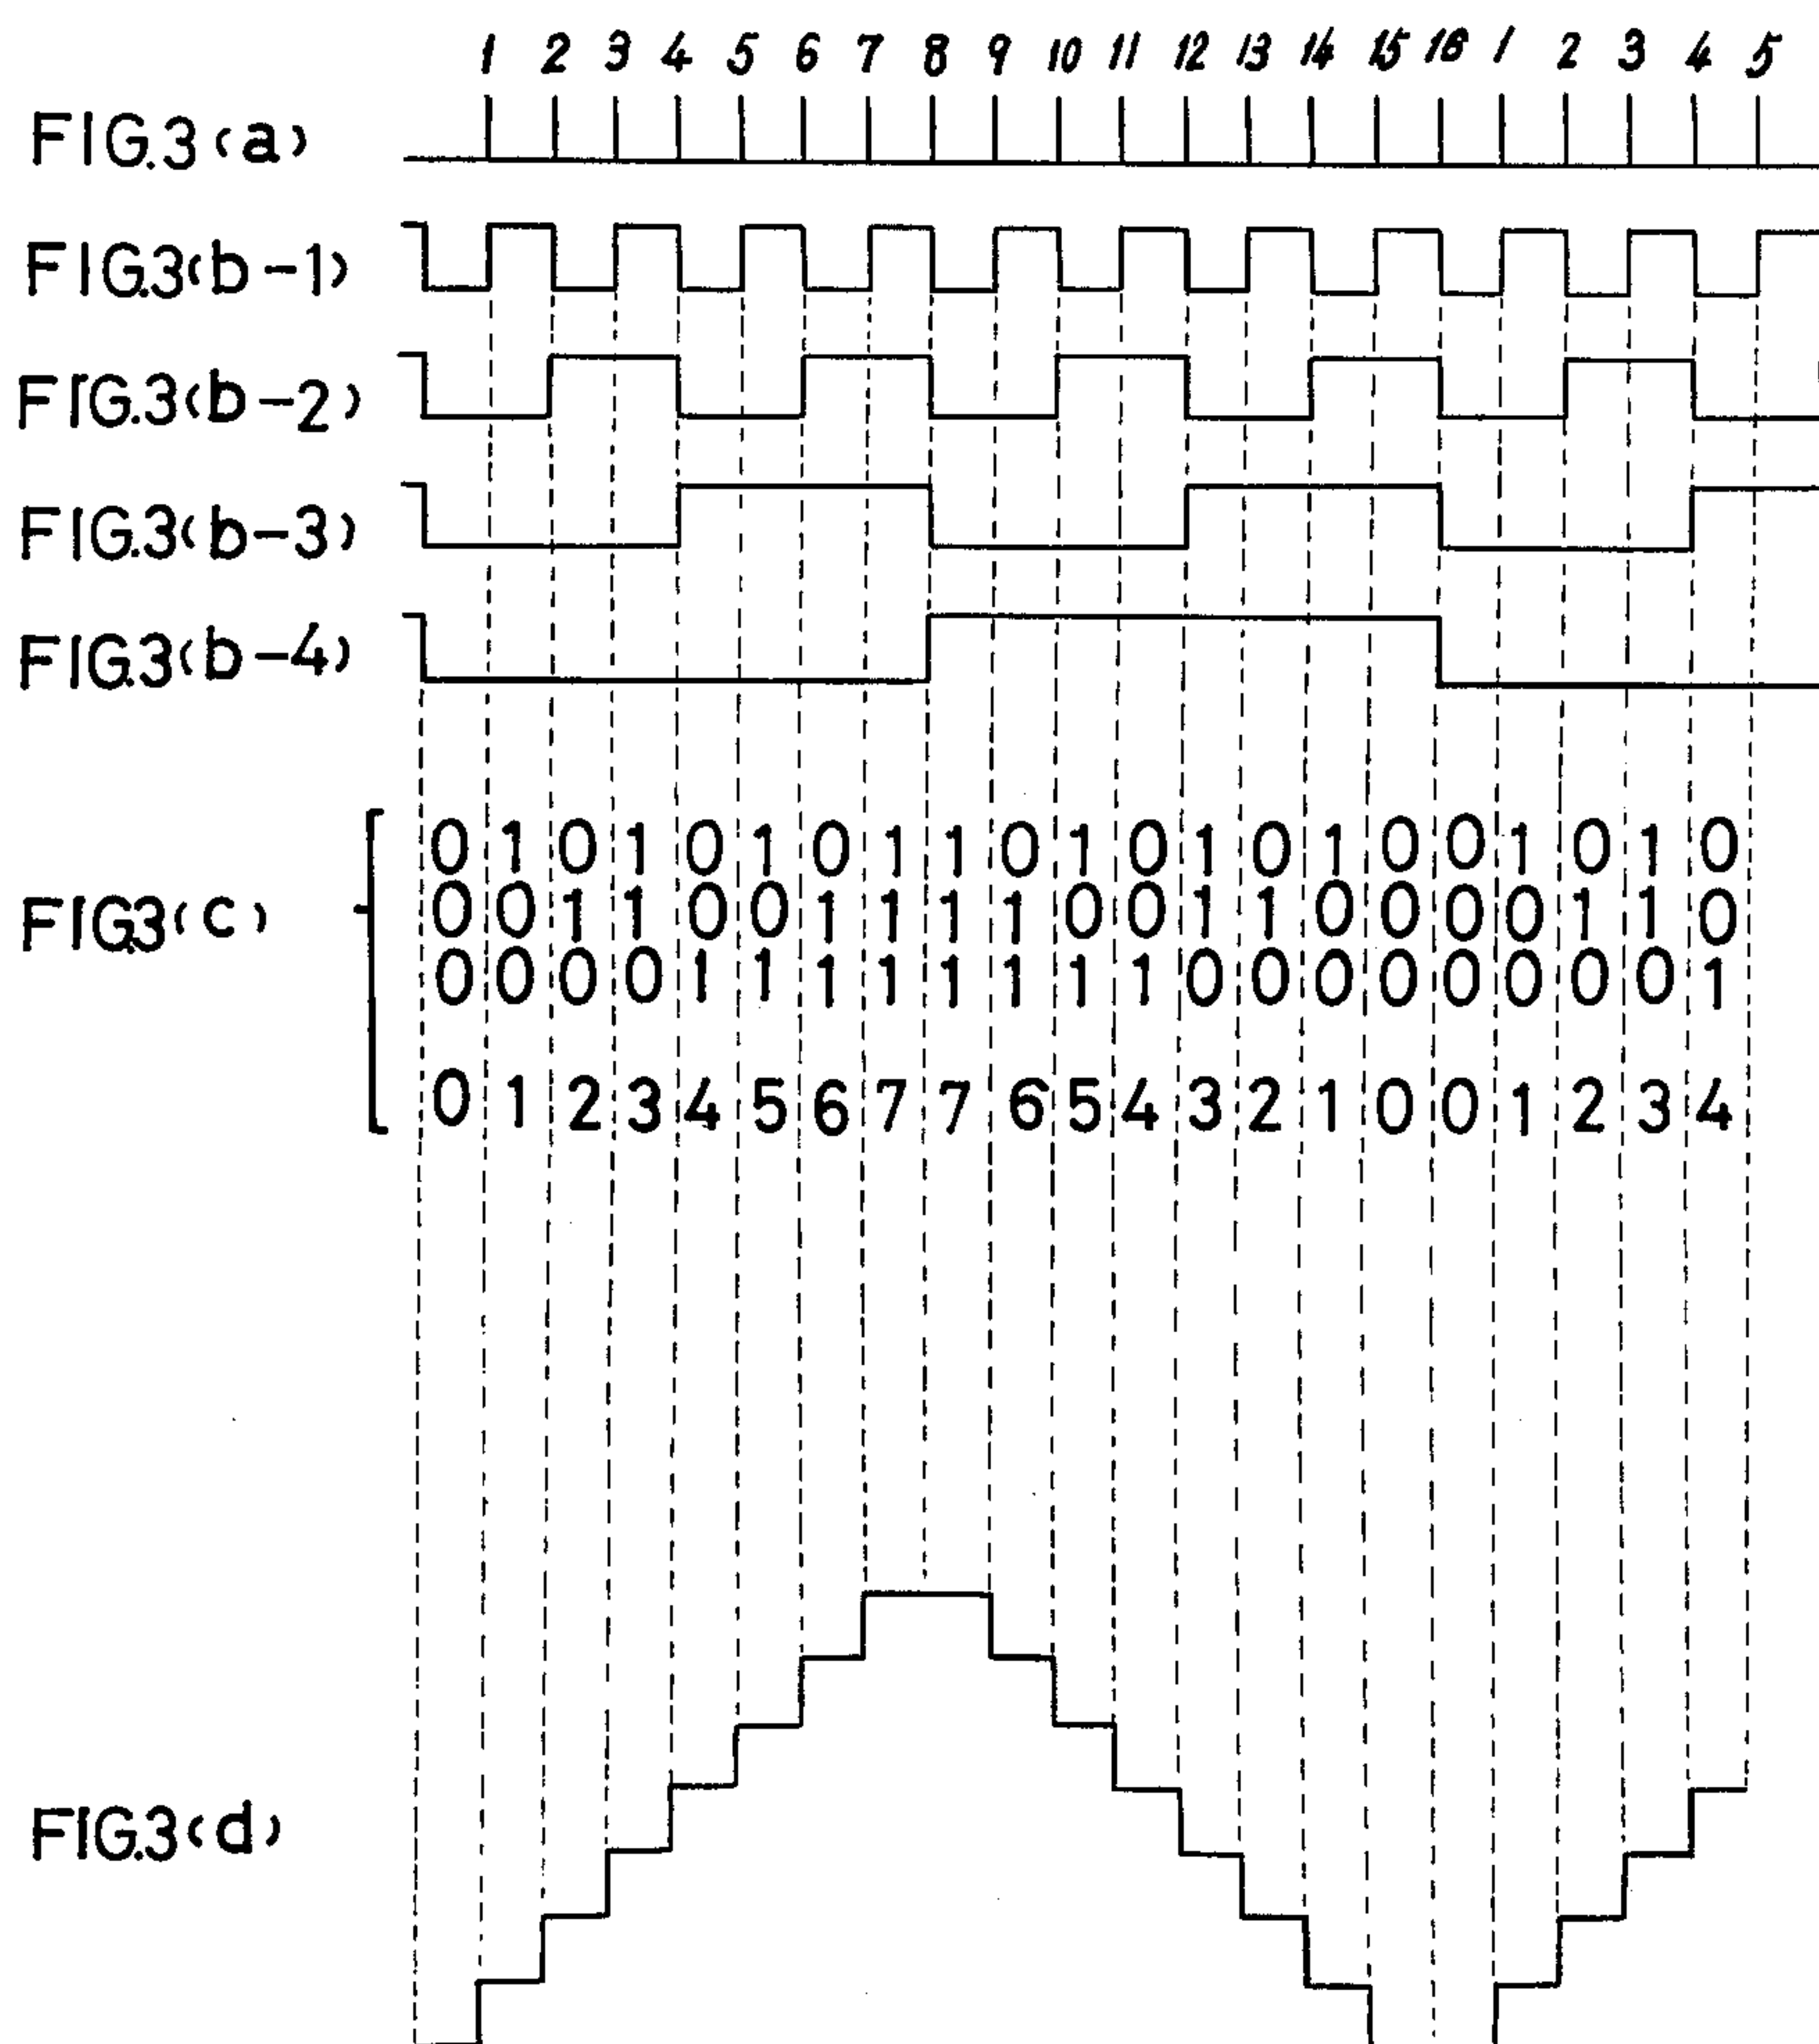 1 2 3 4 5 6 7 8 9 10 11 12 13 14 15 16 1 2 3 4 5
FIG.3(a)
FIG.3(b-1)
FIG.3(b-2)
FIG.3(b-3)
FIG.3(b-4)
0 1 0 1 0 1 0 1 1 0 1 0 1 0 1 0 0 1 0 1 0
FIG.3(c) 0 0 1 1 0 0 1 1 1 1 0 0 1 1 0 0 0 0 1 1 0
0 0 0 0 1 1 1 1 1 1 1 1 0 0 0 0 0 0 0 0 1
0 1 2 3 4 5 6 7 7 6 5 4 3 2 1 0 0 1 2 3 4
FIG.3(d)